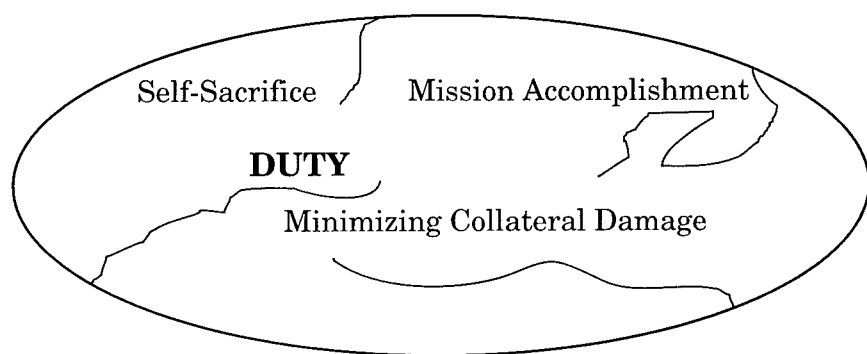 Self-Sacrifice
Mission Accomplishment
DUTY
Minimizing Collateral Damage